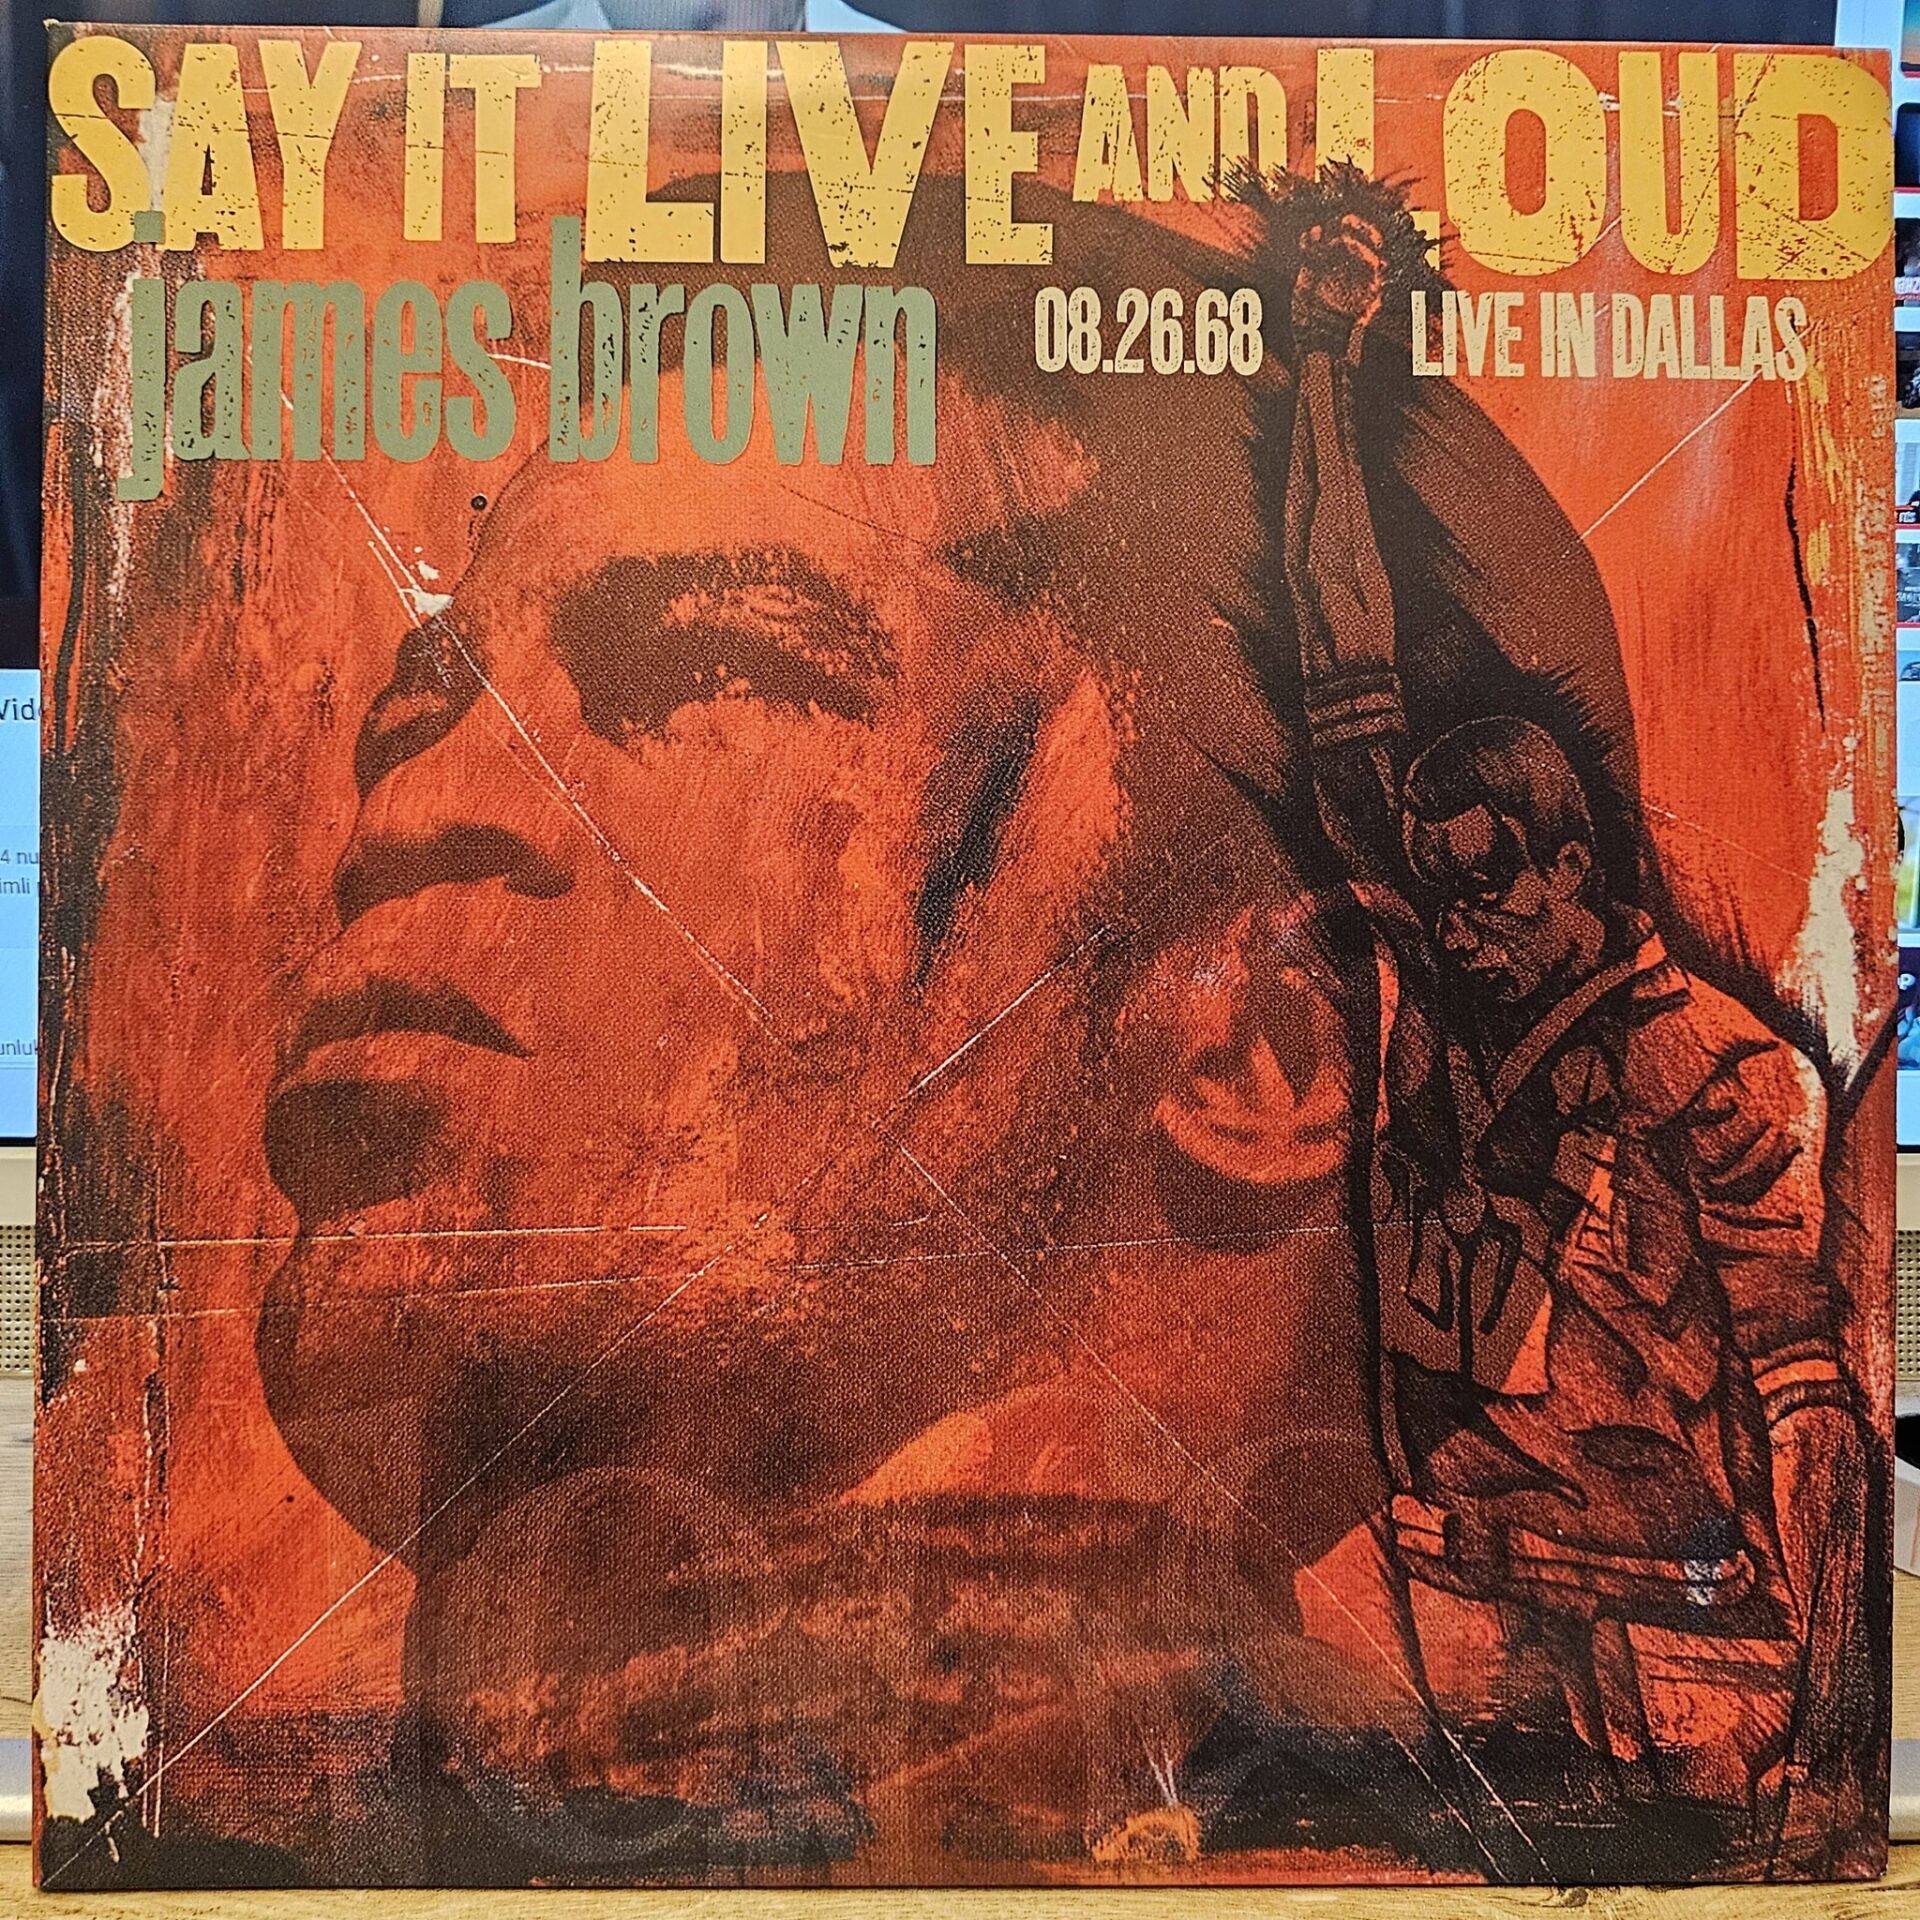 SAY IT LIVE AND LOUD
james brown
08.26.68
LIVE IN DALLAS